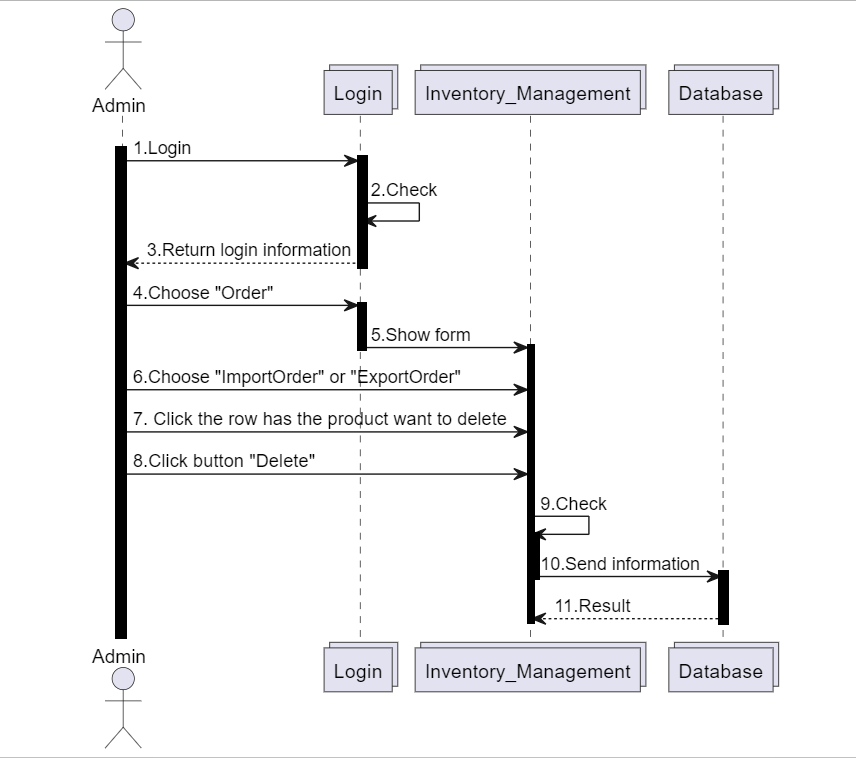 Admin
Login
Inventory_Management
Database
1.Login
2.Check
3.Return login information
4.Choose "Order"
5.Show form
6.Choose "ImportOrder" or "ExportOrder"
7. Click the row has the product want to delete
8.Click button "Delete"
9.Check
10.Send information
11.Result
Admin
Login
Inventory_Management
Database